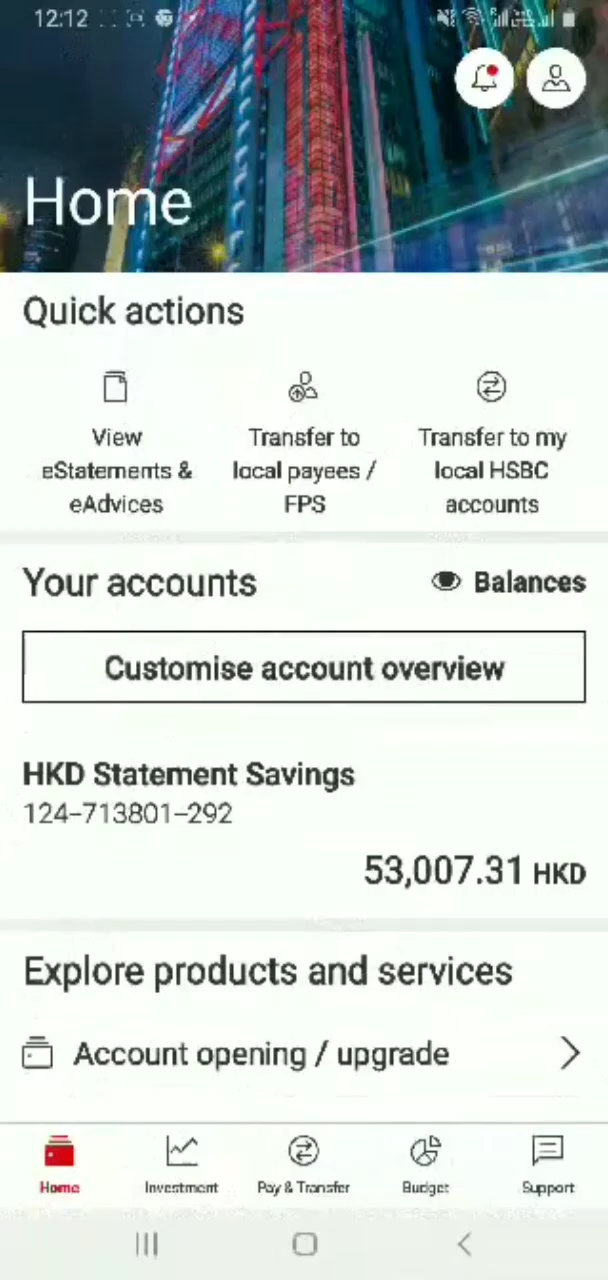 12:12
Home
Quick actions
View
eStatements &
eAdvices
Transfer to
local payees /
FPS
Transfer to my
local HSBC
accounts
Your accounts
Balances
Customise account overview
HKD Statement Savings
124-713801-292
53,007.31 HKD
Explore products and services
Account opening / upgrade
Home
Investment
Pay & Transfer
Budget
Support